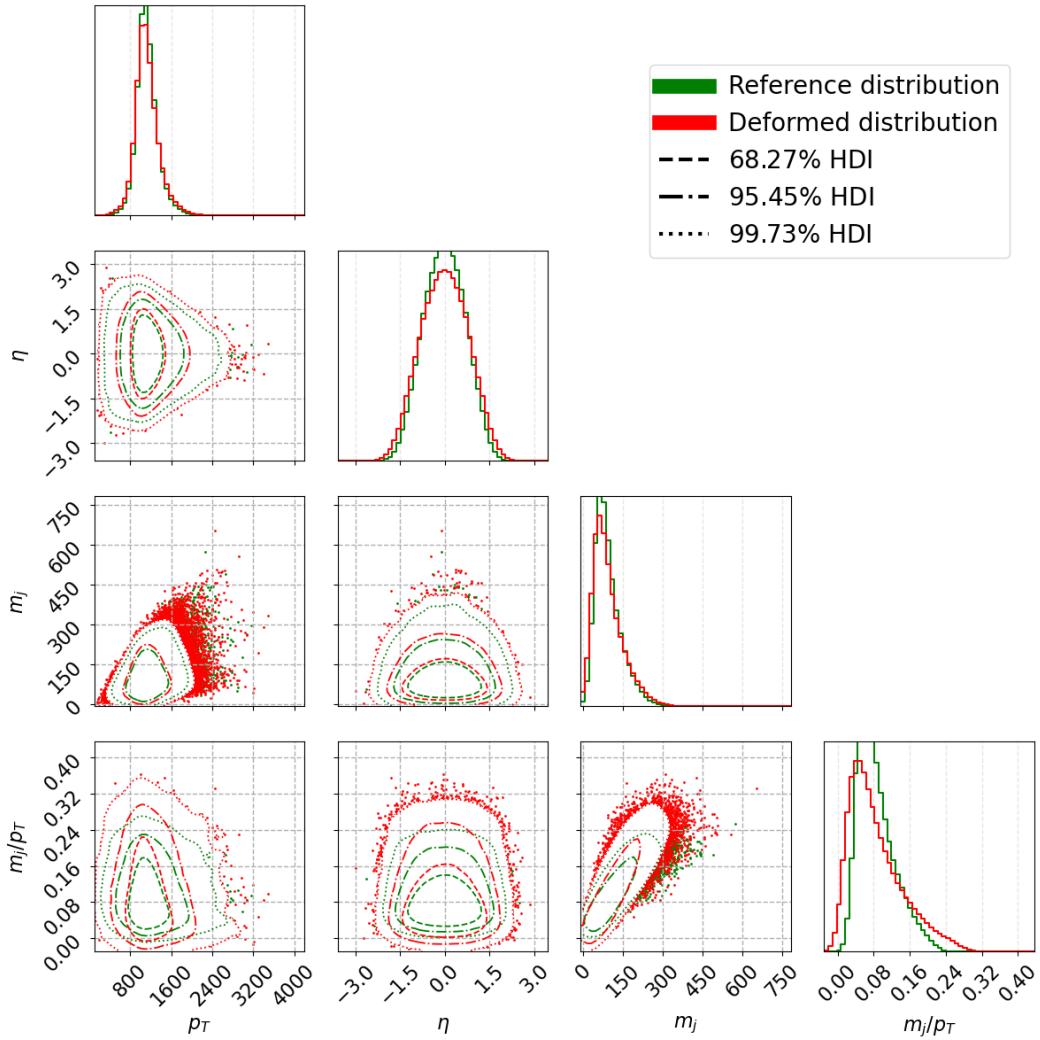 Reference distribution
Deformed distribution
68.27% HDI
95.45% HDI
99.73% HDI
3.0
1.5
0.0
−1.5
−3.0
η
750
600
450
300
150
0
m_j
0.40
0.32
0.24
0.16
0.08
0.00
m_j/p_T
800 1600 2400 3200 4000
−3.0 −1.5 0.0 1.5 3.0
0 150 300 450 600 750
0.00 0.08 0.16 0.24 0.32 0.40
p_T η m_j m_j/p_T